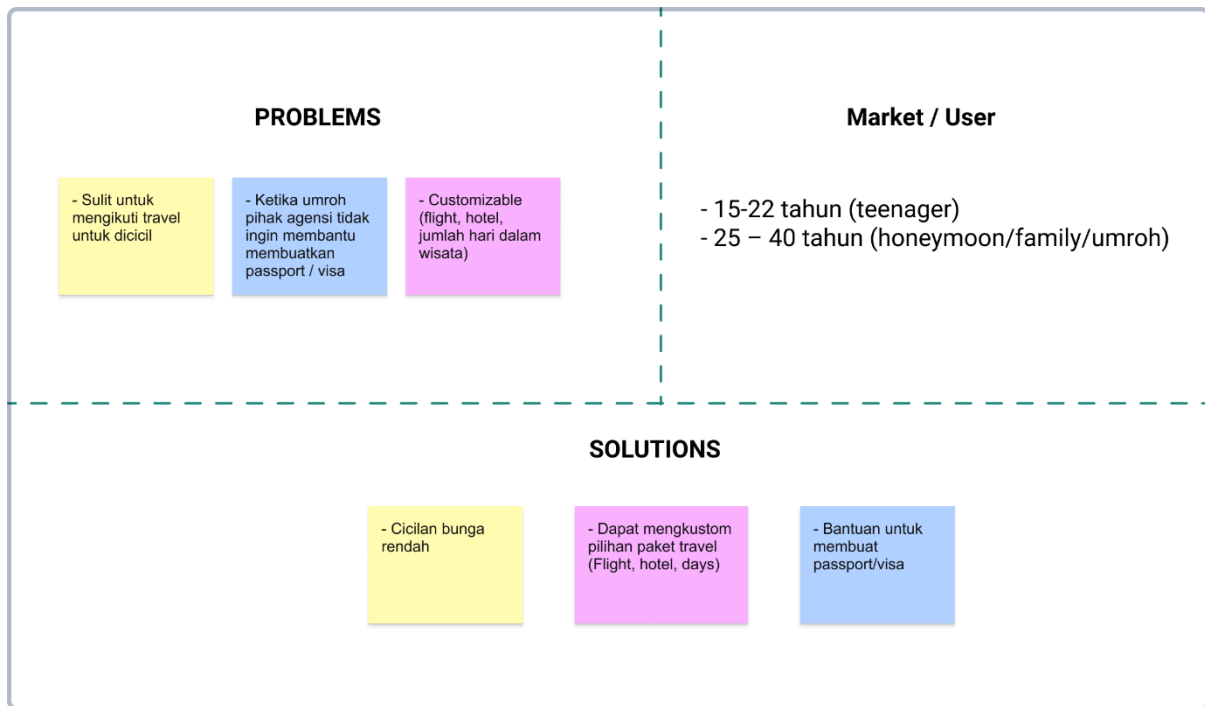 PROBLEMS
- Sulit untuk
mengikuti travel
untuk dicicil
- Ketika umroh
pihak agensi tidak
ingin membantu
membuatkan
passport / visa
- Customizable
(flight, hotel,
jumlah hari dalam
wisata)
Market / User
- 15-22 tahun (teenager)
- 25 – 40 tahun (honeymoon/family/umroh)
SOLUTIONS
- Cicilan bunga
rendah
- Dapat mengkustom
pilihan paket travel
(Flight, hotel, days)
- Bantuan untuk
membuat
passport/visa